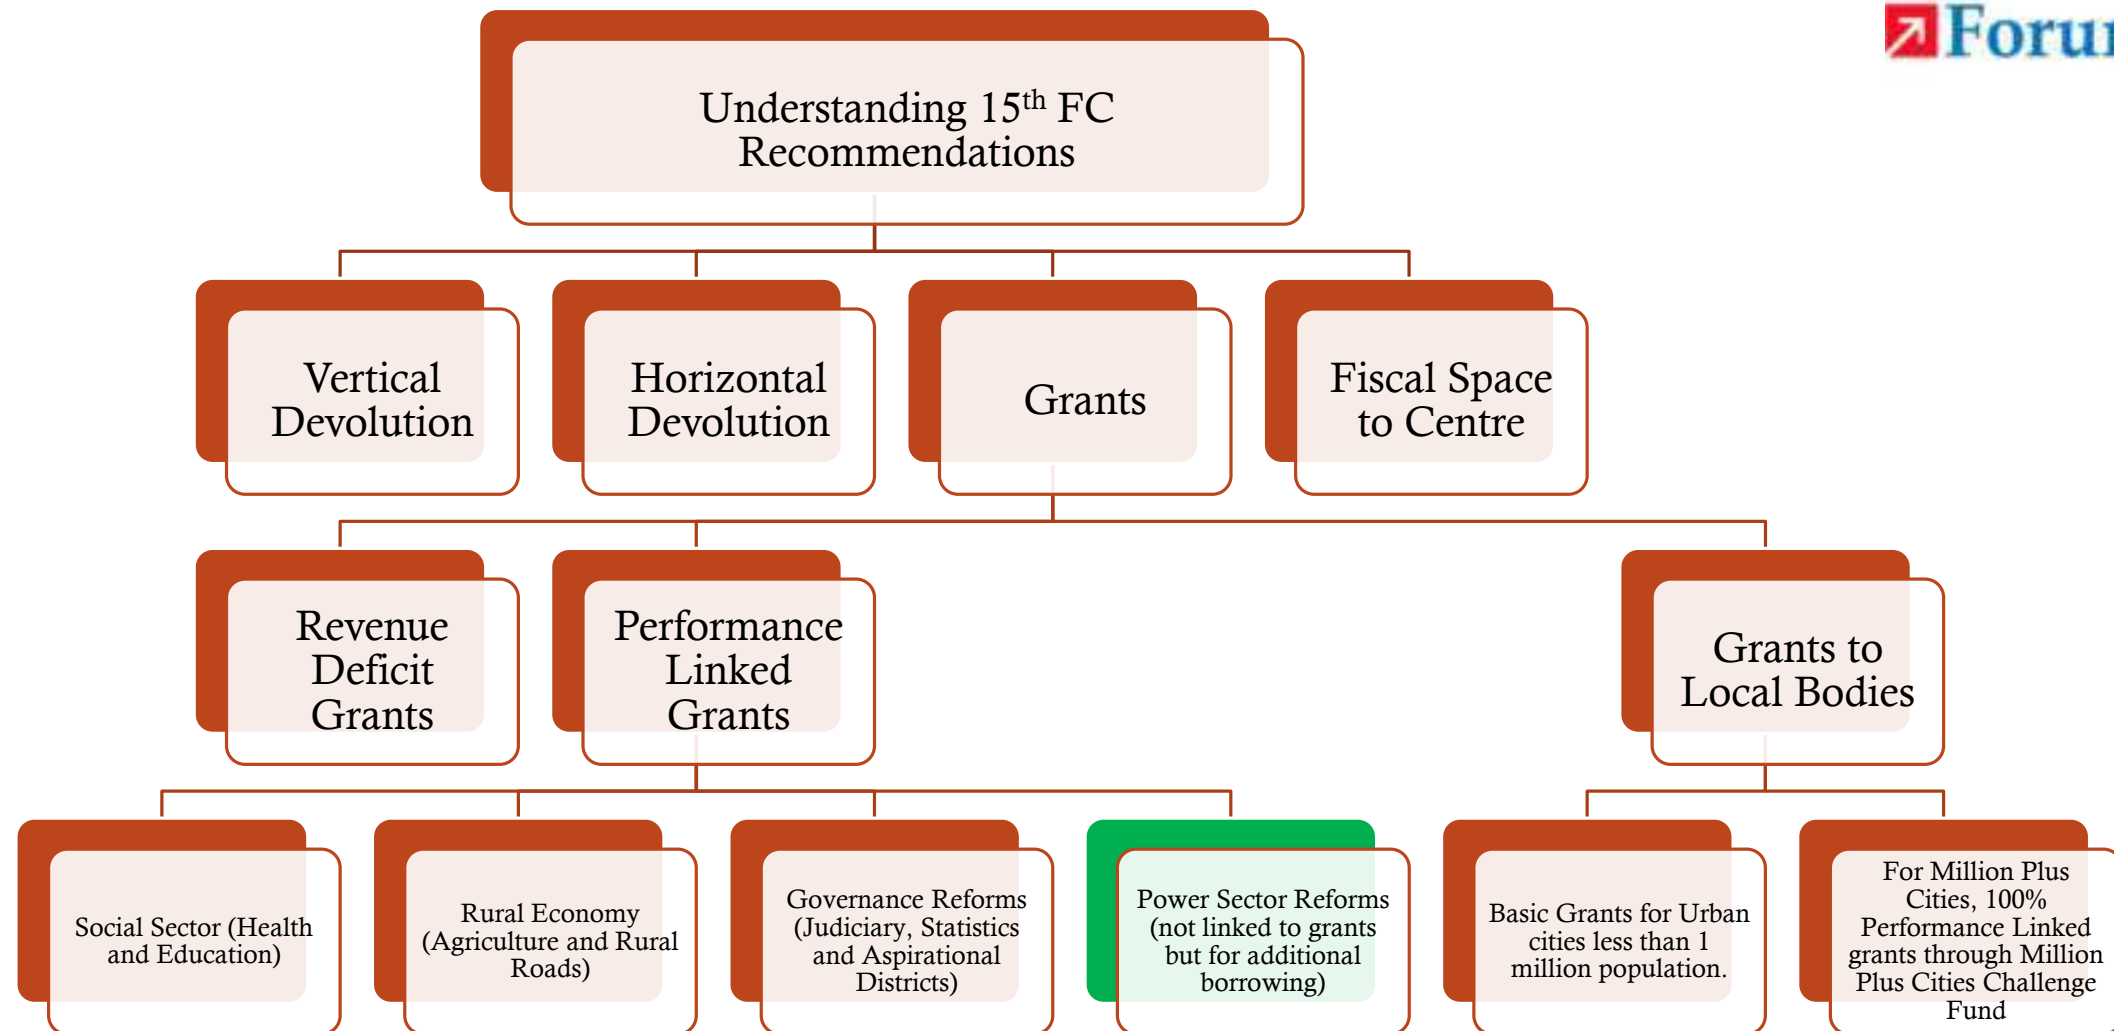 Understanding 15th FC
Recommendations
Vertical
Devolution
Horizontal
Devolution
Grants
Fiscal Space
to Centre
Revenue
Deficit
Grants
Performance
Linked
Grants
Grants to
Local Bodies
Social Sector (Health
and Education)
Rural Economy
(Agriculture and Rural
Roads)
Governance Reforms
(Judiciary, Statistics
and Aspirational
Districts)
Power Sector Reforms
(not linked to grants
but for additional
borrowing)
Basic Grants for Urban
cities less than 1
million population.
For Million Plus
Cities, 100%
Performance Linked
grants through Million
Plus Cities Challenge
Fund